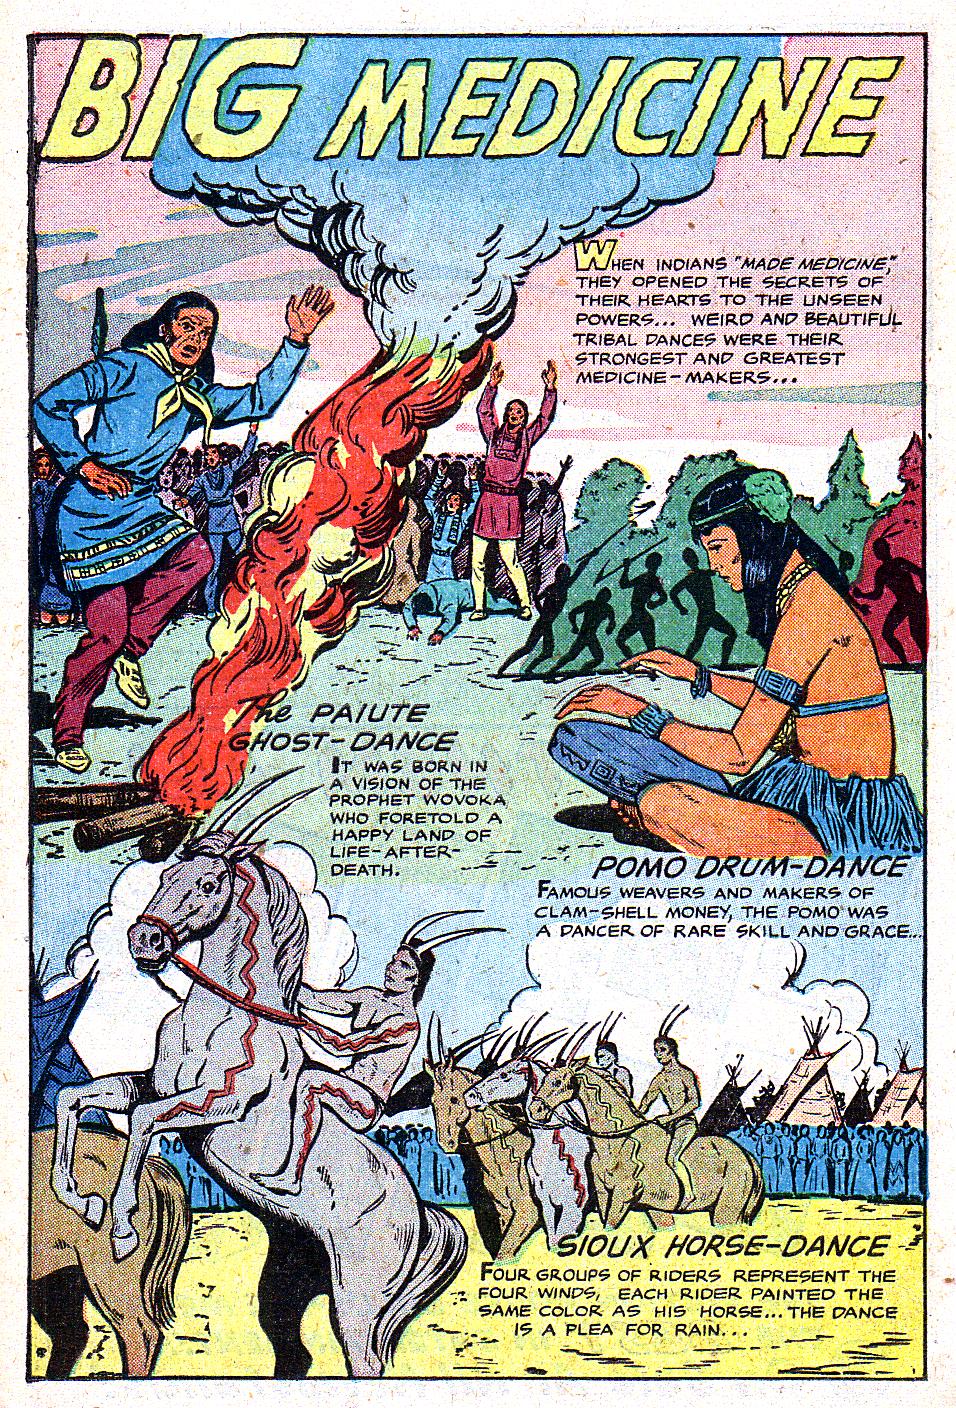 BIG MEDICINE
WHEN INDIANS "MADE MEDICINE,"
THEY OPENED THE SECRETS OF
THEIR HEARTS TO THE UNSEEN
POWERS... WEIRD AND BEAUTIFUL
TRIBAL DANCES WERE THEIR
STRONGEST AND GREATEST
MEDICINE-MAKERS...
The PAIUTE
GHOST-DANCE
IT WAS BORN IN
A VISION OF THE
PROPHET WOVOKA
WHO FORETOLD A
HAPPY LAND OF
LIFE-AFTER-
DEATH.
POMO DRUM-DANCE
FAMOUS WEAVERS AND MAKERS OF
CLAM-SHELL MONEY, THE POMO WAS
A DANCER OF RARE SKILL AND GRACE...
SIOUX HORSE-DANCE
FOUR GROUPS OF RIDERS REPRESENT THE
FOUR WINDS, EACH RIDER PAINTED THE
SAME COLOR AS HIS HORSE... THE DANCE
IS A PLEA FOR RAIN...